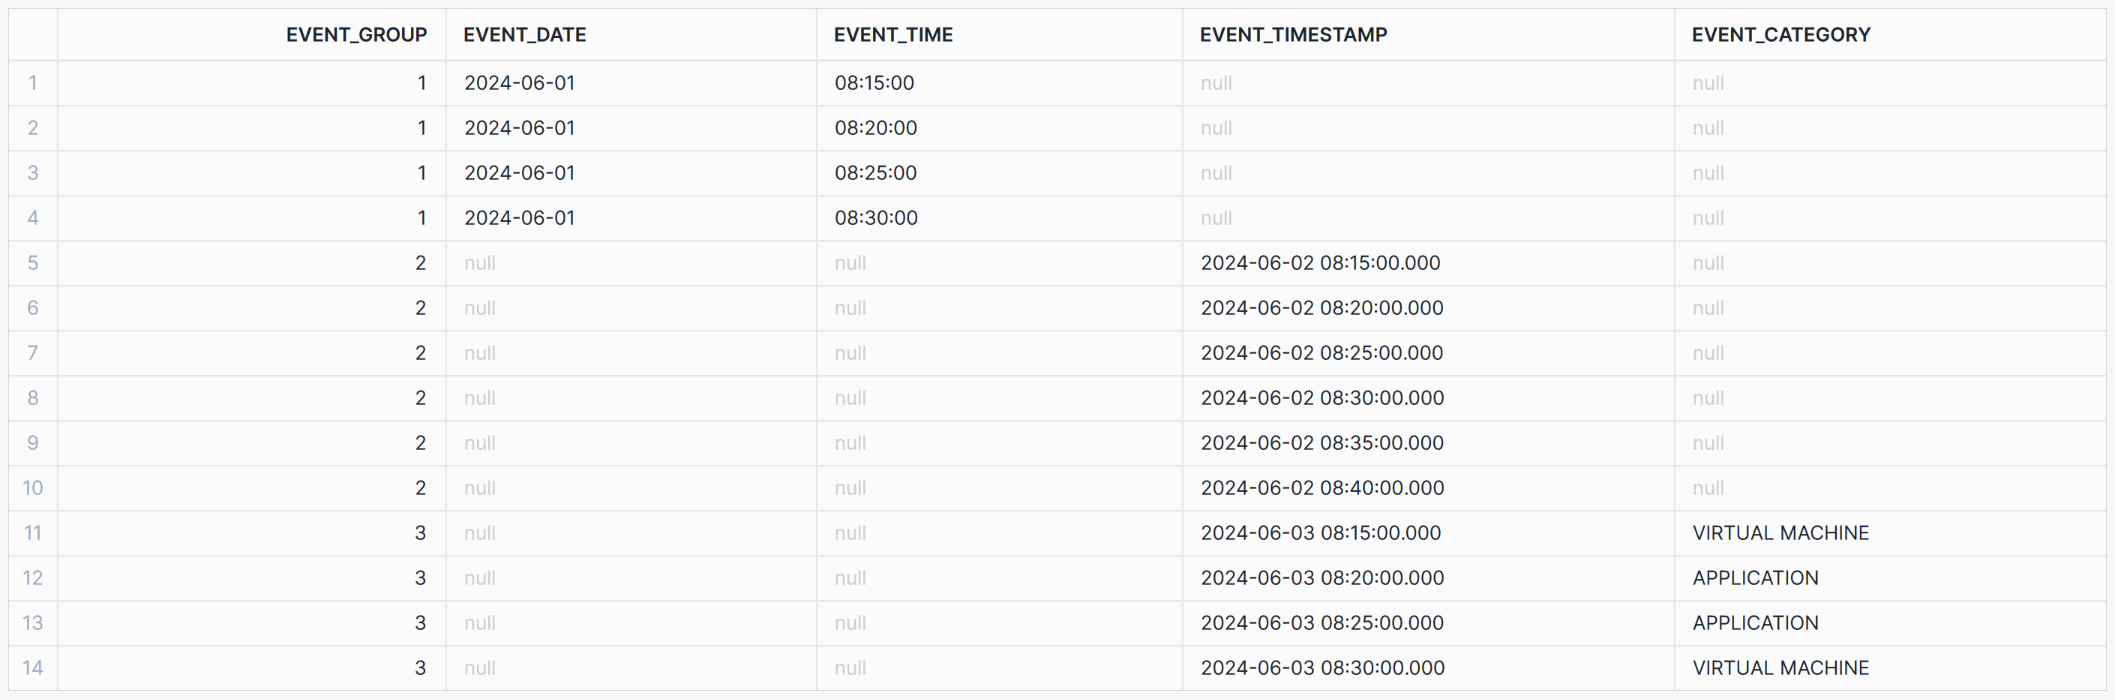 EVENT_GROUP EVENT_DATE EVENT_TIME EVENT_TIMESTAMP EVENT_CATEGORY
1 1 2024-06-01 08:15:00 null null
2 1 2024-06-01 08:20:00 null null
3 1 2024-06-01 08:25:00 null null
4 1 2024-06-01 08:30:00 null null
5 2 null null 2024-06-02 08:15:00.000 null
6 2 null null 2024-06-02 08:20:00.000 null
7 2 null null 2024-06-02 08:25:00.000 null
8 2 null null 2024-06-02 08:30:00.000 null
9 2 null null 2024-06-02 08:35:00.000 null
10 2 null null 2024-06-02 08:40:00.000 null
11 3 null null 2024-06-03 08:15:00.000 VIRTUAL MACHINE
12 3 null null 2024-06-03 08:20:00.000 APPLICATION
13 3 null null 2024-06-03 08:25:00.000 APPLICATION
14 3 null null 2024-06-03 08:30:00.000 VIRTUAL MACHINE